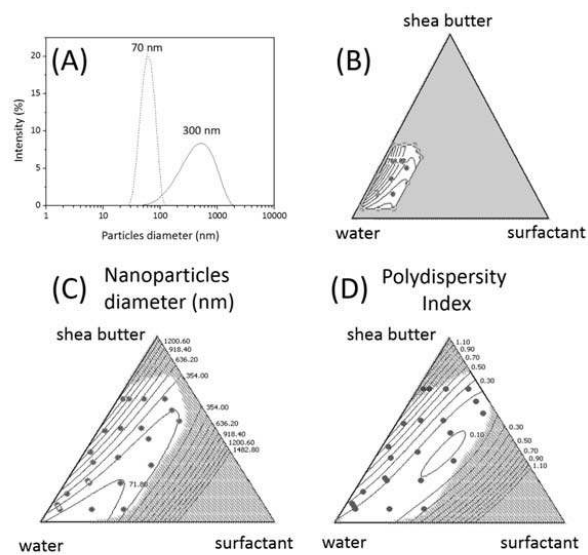 (A)
70 nm
300 nm
20
15
10
5
0
Intensity (%)
1 10 100 1000 10000
Particles diameter (nm)
shea butter
(B)
water
surfactant
Nanoparticles
diameter (nm)
(C)
shea butter
1200.60
918.40
636.20
354.00
354.00
636.20
918.40
1200.60
1482.80
71.80
water
surfactant
Polydispersity
Index
(D)
shea butter
1.10
0.90
0.70
0.50
0.30
0.10
0.30
0.50
0.70
0.90
1.10
water
surfactant